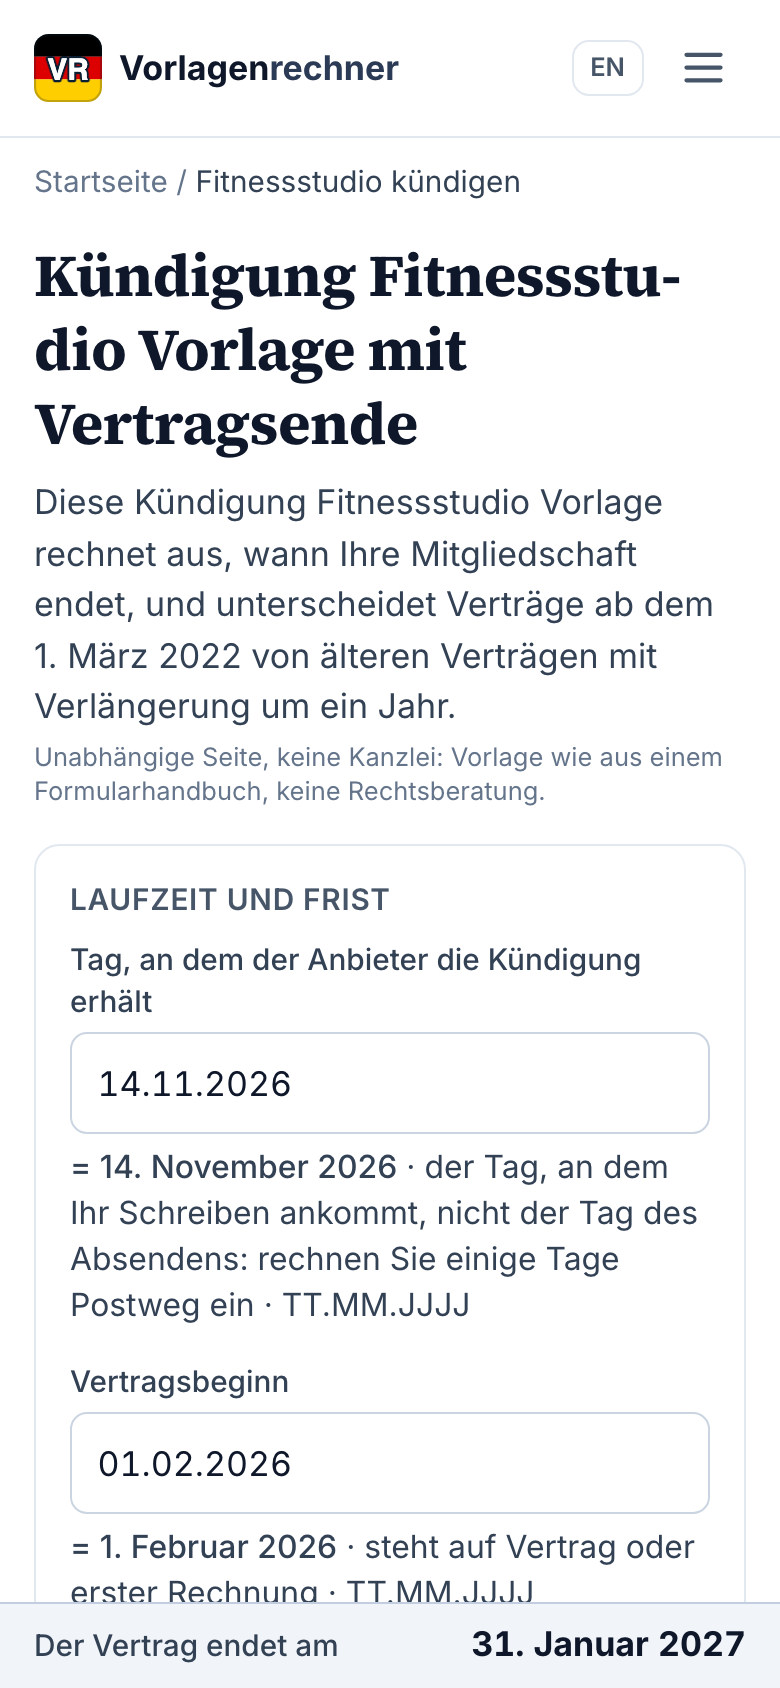 VR Vorlagenrechner EN
Startseite / Fitnessstudio kündigen
Kündigung Fitnessstu-
dio Vorlage mit
Vertragsende
Diese Kündigung Fitnessstudio Vorlage
rechnet aus, wann Ihre Mitgliedschaft
endet, und unterscheidet Verträge ab dem
1. März 2022 von älteren Verträgen mit
Verlängerung um ein Jahr.
Unabhängige Seite, keine Kanzlei: Vorlage wie aus einem
Formularhandbuch, keine Rechtsberatung.
LAUFZEIT UND FRIST
Tag, an dem der Anbieter die Kündigung
erhält
14.11.2026
= 14. November 2026 · der Tag, an dem
Ihr Schreiben ankommt, nicht der Tag des
Absendens: rechnen Sie einige Tage
Postweg ein · TT.MM.JJJJ
Vertragsbeginn
01.02.2026
= 1. Februar 2026 · steht auf Vertrag oder
erster Rechnung · TT.MM.JJJJ
Der Vertrag endet am 31. Januar 2027